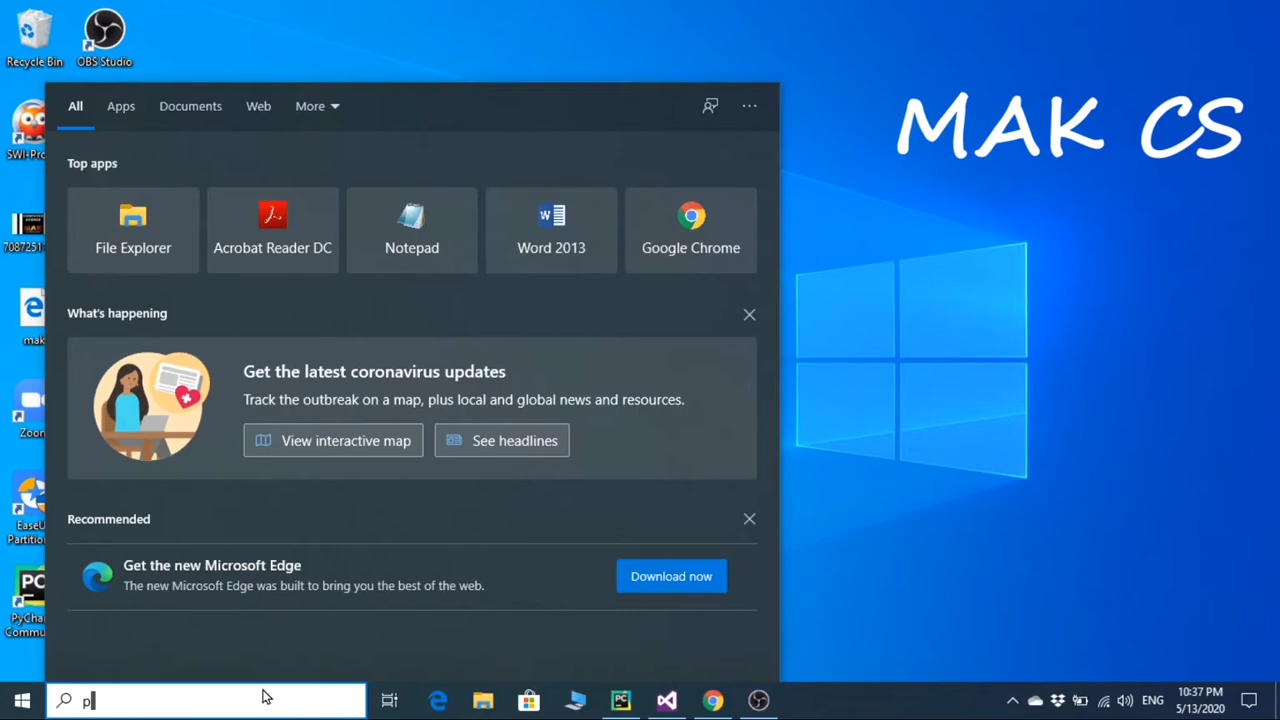 Recycle Bin
OBS Studio
MAK CS
All
Apps
Documents
Web
More
Top apps
File Explorer
Acrobat Reader DC
Notepad
Word 2013
Google Chrome
SWI-Pro
7087251
What's happening
mak
Get the latest coronavirus updates
Track the outbreak on a map, plus local and global news and resources.
View interactive map
See headlines
Zoom
Recommended
EaseU
Partition
Get the new Microsoft Edge
The new Microsoft Edge was built to bring you the best of the web.
Download now
PyChar
Commu
p
ENG
10:37 PM
5/13/2020